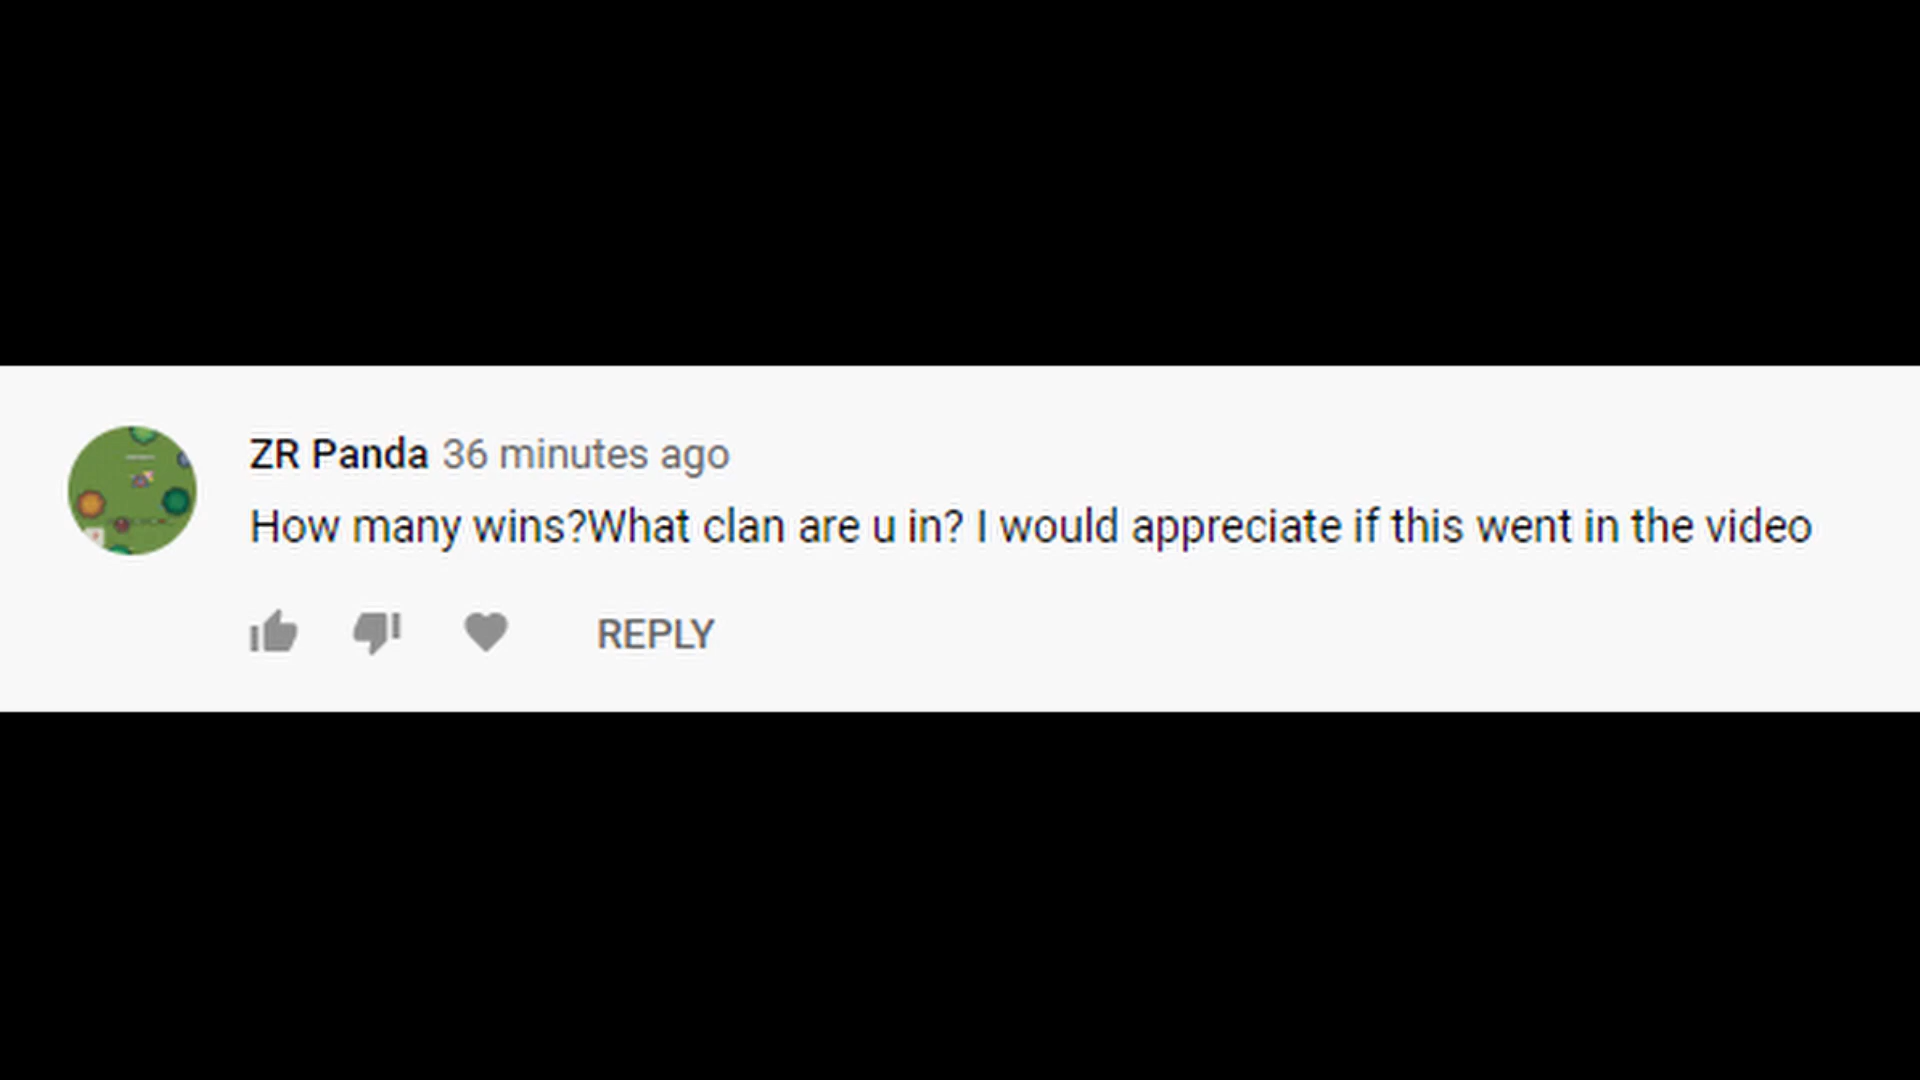 ZR Panda 36 minutes ago
How many wins?What clan are u in? I would appreciate if this went in the video
REPLY